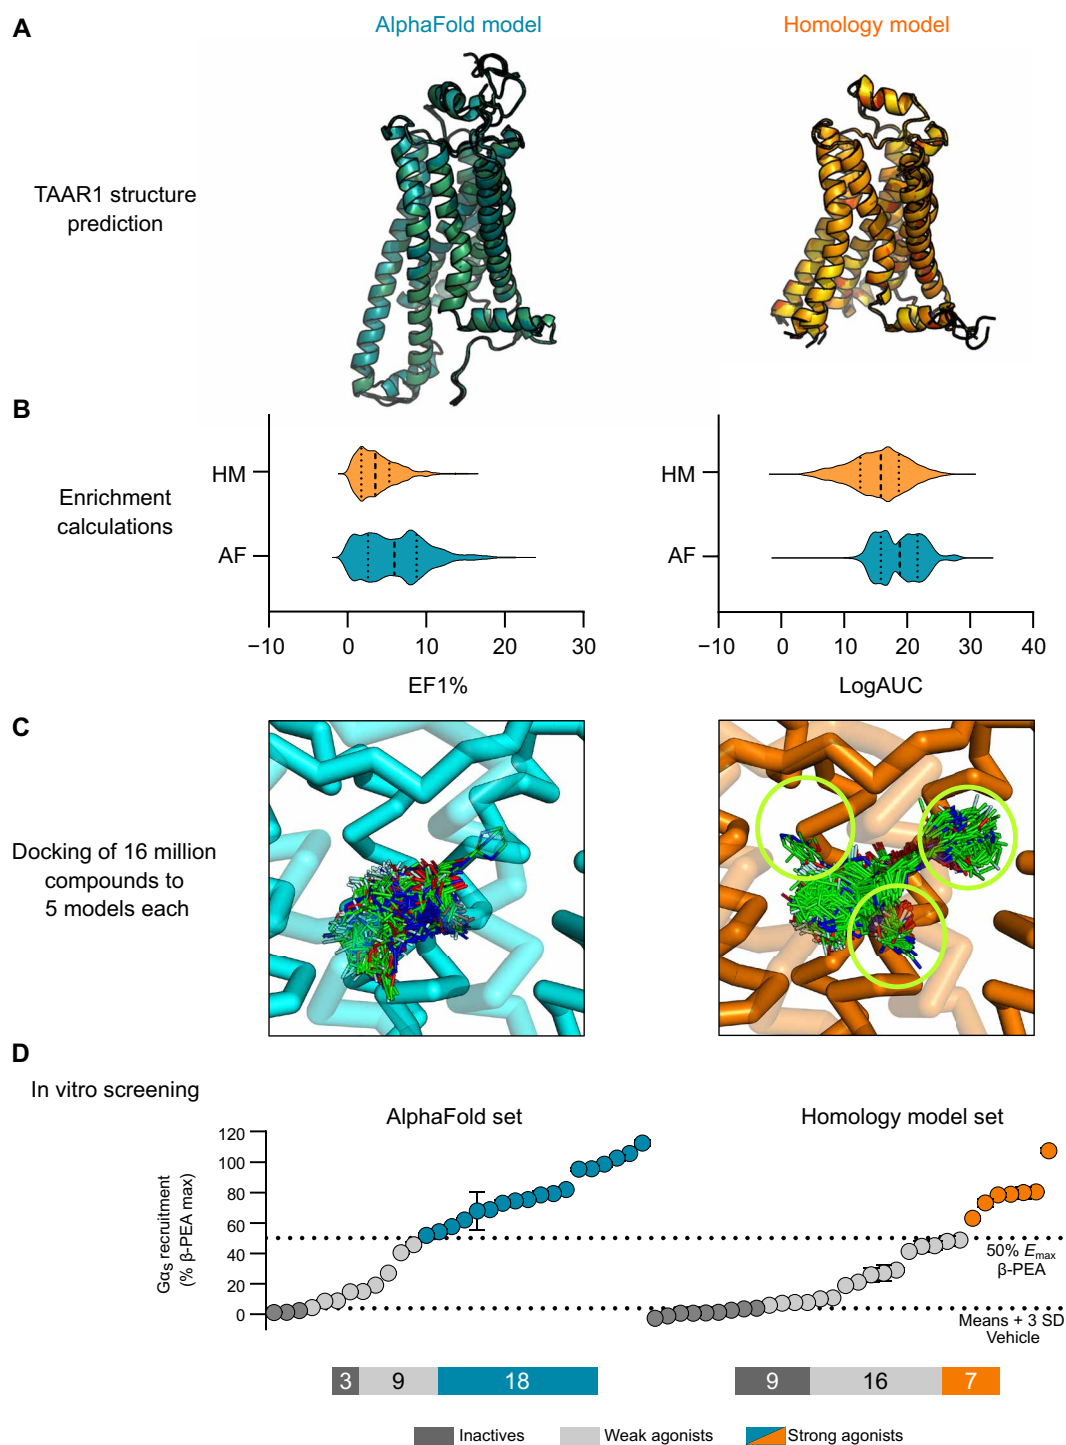 A
AlphaFold model
Homology model
TAAR1 structure
prediction
B
Enrichment
calculations
HM
AF
−10
0
10
20
30
EF1%
HM
AF
−10
0
10
20
30
40
LogAUC
C
Docking of 16 million
compounds to
5 models each
D
In vitro screening
AlphaFold set
Homology model set
Gαs recruitment
(% β-PEA max)
120
100
80
60
40
20
0
50% Emax
β-PEA
Means + 3 SD
Vehicle
3
9
18
9
16
7
Inactives
Weak agonists
Strong agonists